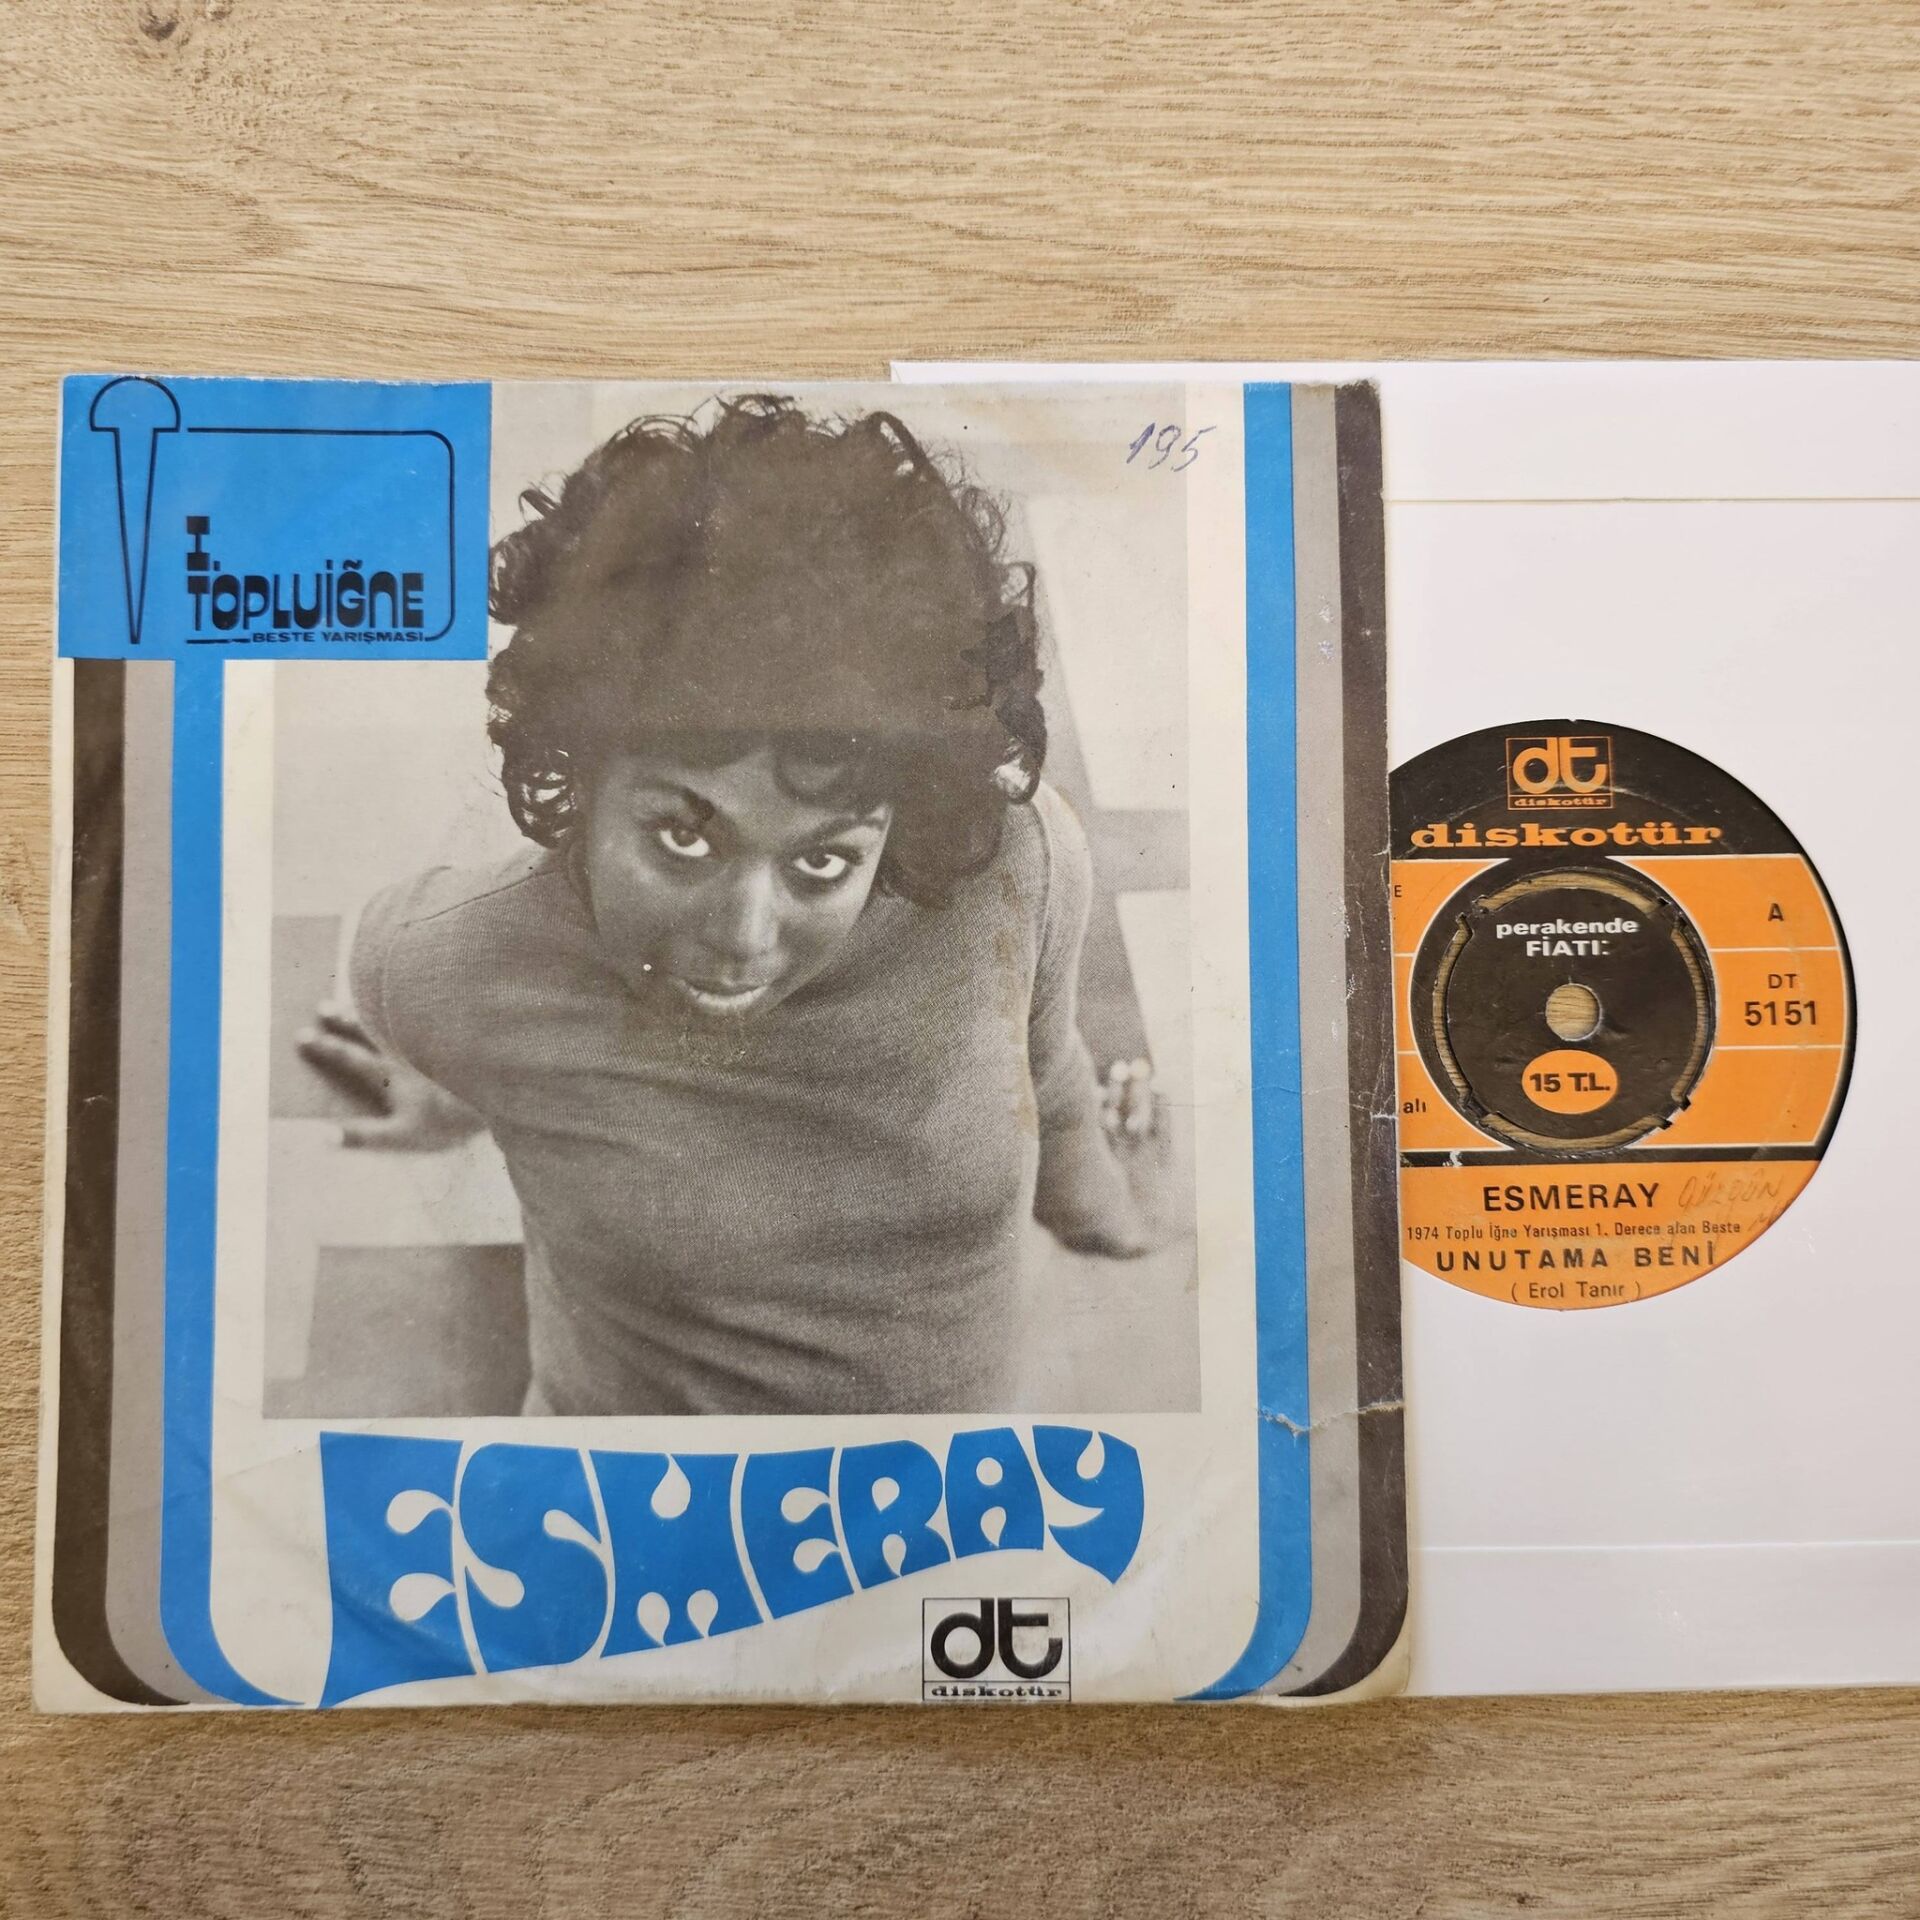 195
I.
TOPLUİĞNE
BESTE YARIŞMASI
ESMERAY
dt
diskotür
dt
diskotür
diskotür
E
A
perakende
FİATI:
DT
5151
15 T.L.
alı
ESMERAY
1974 Toplu İğne Yarışması 1. Derece alan Beste
UNUTAMA BENİ
( Erol Tanır )